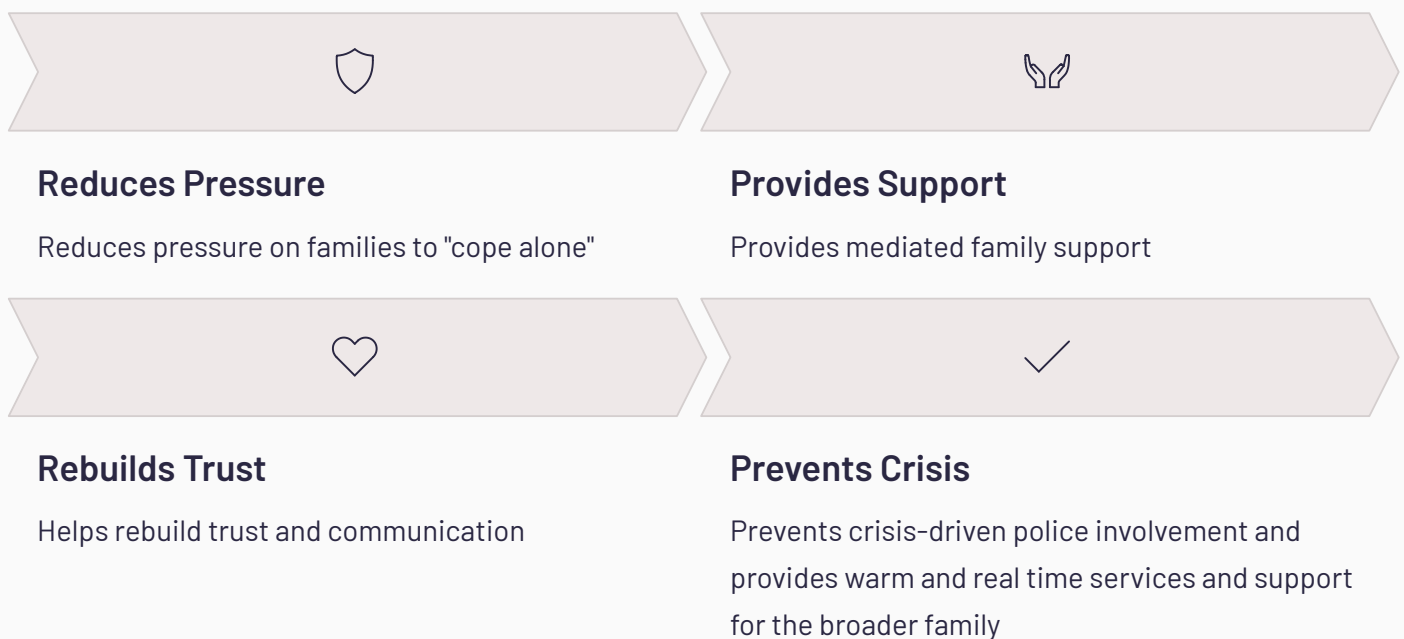 Reduces Pressure
Reduces pressure on families to "cope alone"
Provides Support
Provides mediated family support
Rebuilds Trust
Helps rebuild trust and communication
Prevents Crisis
Prevents crisis-driven police involvement and
provides warm and real time services and support
for the broader family